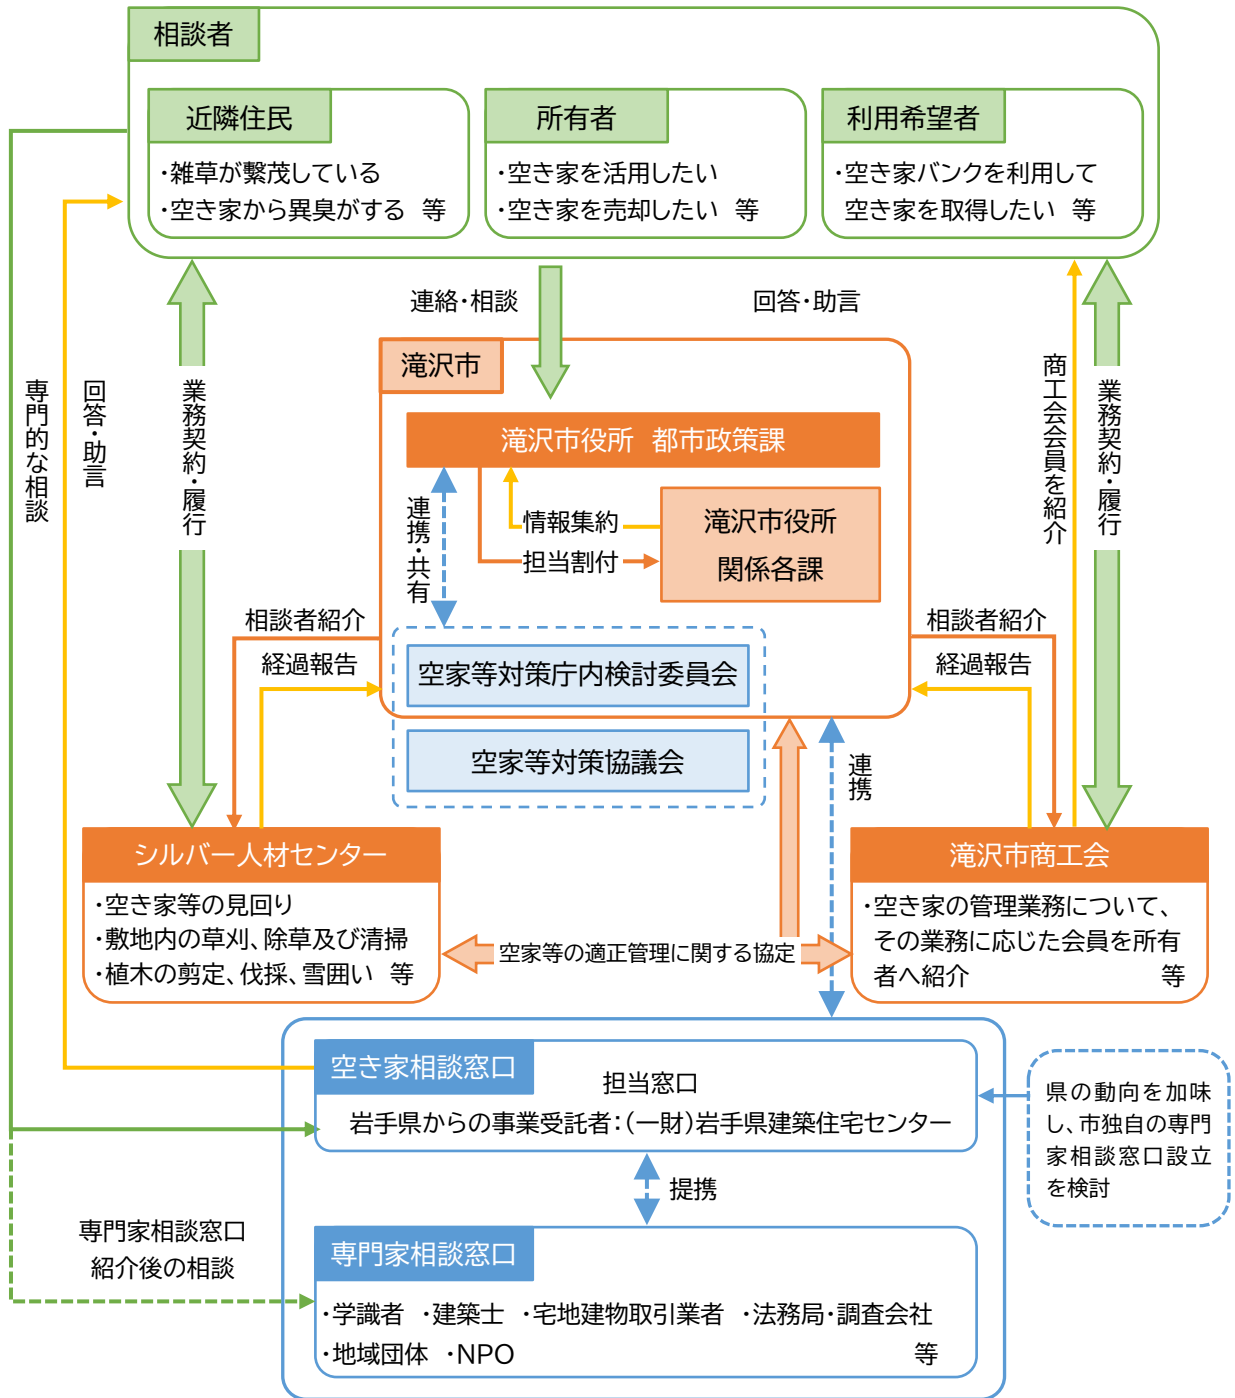 相談者
近隣住民
・雑草が繫茂している
・空き家から異臭がする　等
所有者
・空き家を活用したい
・空き家を売却したい　等
利用希望者
・空き家バンクを利用して
空き家を取得したい　等
連絡・相談
回答・助言
専門的な相談
回答・助言
業務契約・履行
商工会会員を紹介
業務契約・履行
滝沢市
滝沢市役所　都市政策課
連携・共有
情報集約
担当割付
滝沢市役所
関係各課
相談者紹介
経過報告
相談者紹介
経過報告
空家等対策庁内検討委員会
空家等対策協議会
連携
シルバー人材センター
・空き家等の見回り
・敷地内の草刈、除草及び清掃
・植木の剪定、伐採、雪囲い　等
空家等の適正管理に関する協定
滝沢市商工会
・空き家の管理業務について、
その業務に応じた会員を所有
者へ紹介　等
空き家相談窓口
担当窓口
岩手県からの事業受託者：（一財）岩手県建築住宅センター
県の動向を加味
し、市独自の専門
家相談窓口設立
を検討
提携
専門家相談窓口
紹介後の相談
専門家相談窓口
・学識者　・建築士　・宅地建物取引業者　・法務局・調査会社
・地域団体　・NPO　等